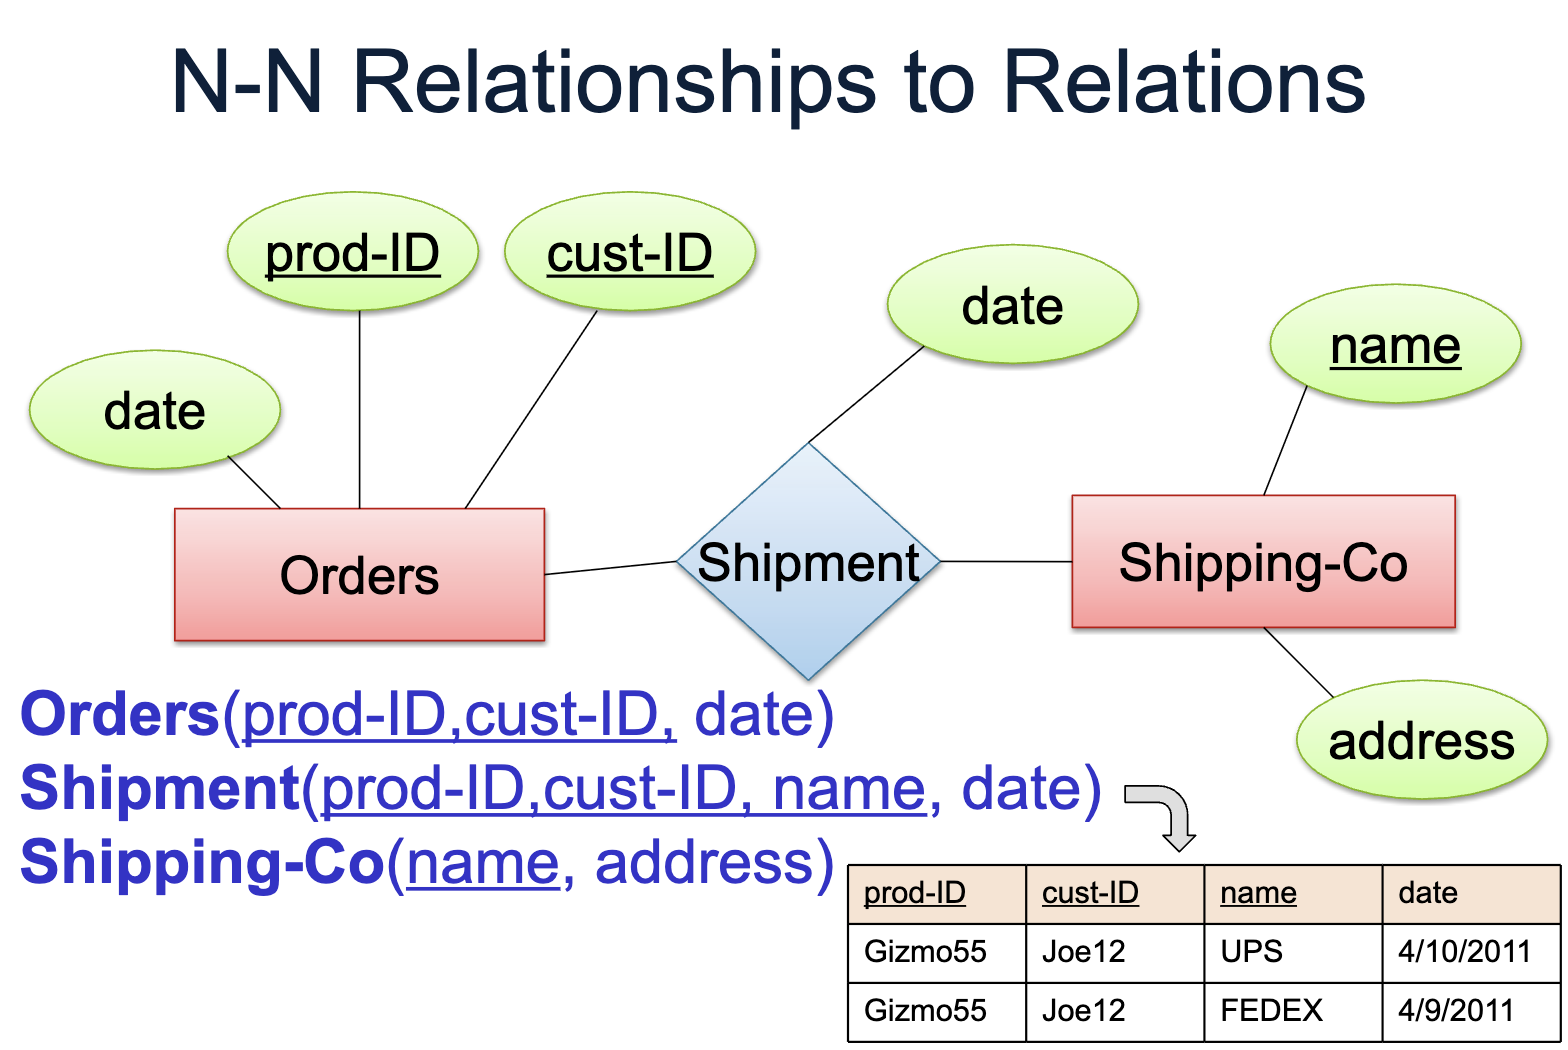 N-N Relationships to Relations
prod-ID
cust-ID
date
name
date
Orders
Shipment
Shipping-Co
address
Orders(prod-ID,cust-ID, date)
Shipment(prod-ID,cust-ID, name, date)
Shipping-Co(name, address)
prod-ID cust-ID name date
Gizmo55 Joe12 UPS 4/10/2011
Gizmo55 Joe12 FEDEX 4/9/2011